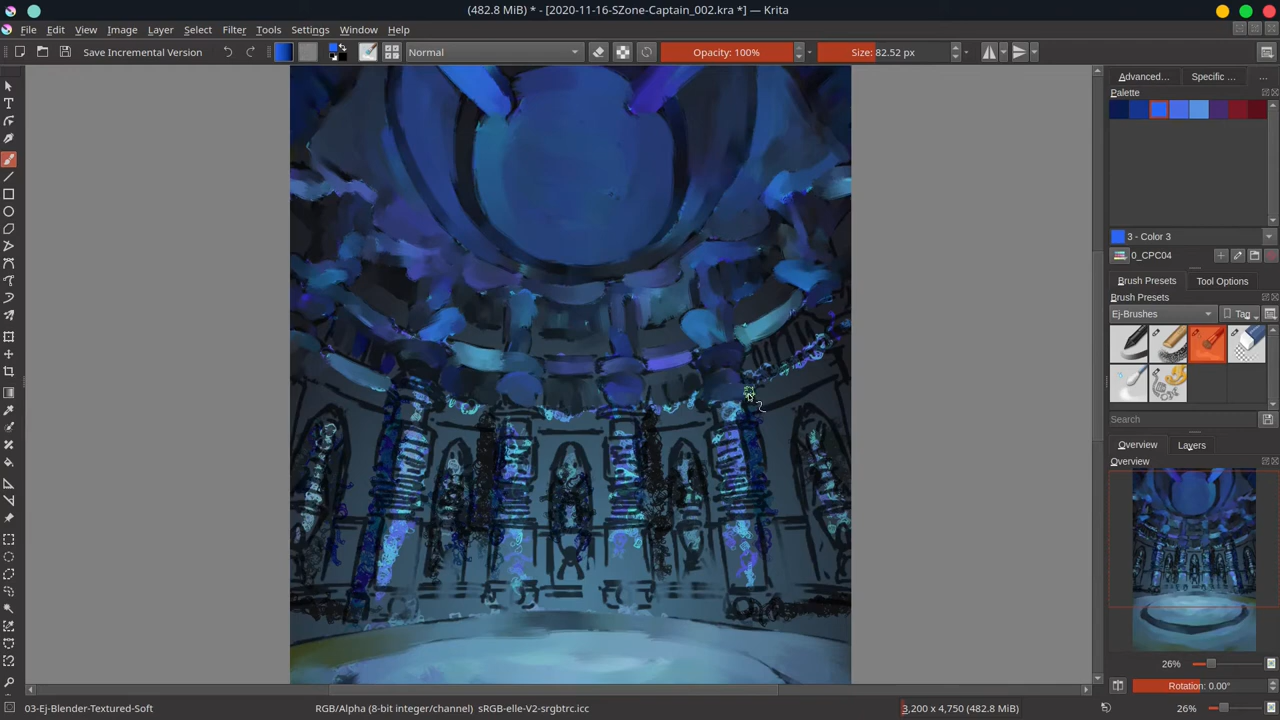 (482.8 MiB) * - [2020-11-16-SZone-Captain_002.kra *] — Krita
File Edit View Image Layer Select Filter Tools Settings Window Help
Save Incremental Version Normal Opacity: 100% Size: 82.52 px
Advanced... Specific ... ...
Palette
3 - Color 3
0_CPC04
Brush Presets Tool Options
Brush Presets
Ej-Brushes Tag
Search
Overview Layers
Overview
26%
Rotation: 0.00°
03-Ej-Blender-Textured-Soft RGB/Alpha (8-bit integer/channel) sRGB-elle-V2-srgbtrc.icc 3,200 x 4,750 (482.8 MiB) 26%